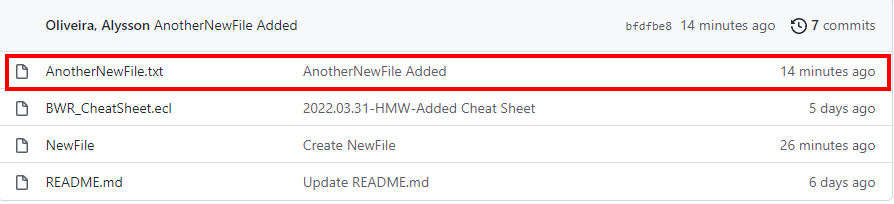 Oliveira, Alysson AnotherNewFile Added bfdfbe8 14 minutes ago 7 commits
AnotherNewFile.txt AnotherNewFile Added 14 minutes ago
BWR_CheatSheet.ecl 2022.03.31-HMW-Added Cheat Sheet 5 days ago
NewFile Create NewFile 26 minutes ago
README.md Update README.md 6 days ago